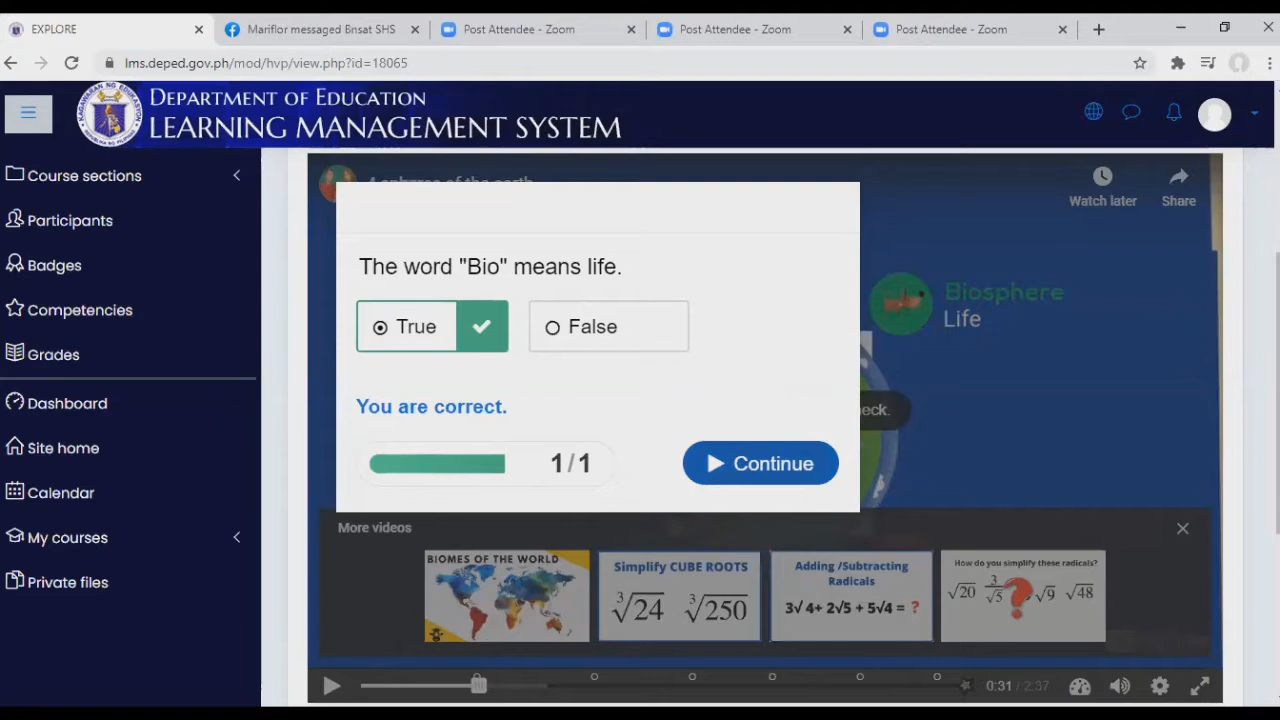 EXPLORE
Mariflor messaged Bnsat SHS
Post Attendee - Zoom
Post Attendee - Zoom
Post Attendee - Zoom
lms.deped.gov.ph/mod/hvp/view.php?id=18065
DEPARTMENT OF EDUCATION
LEARNING MANAGEMENT SYSTEM
Course sections
Participants
Badges
Competencies
Grades
Dashboard
Site home
Calendar
My courses
Private files
Watch later
Share
The word "Bio" means life.
True
False
You are correct.
1/1
Continue
Biosphere
Life
More videos
BIOMES OF THE WORLD
Simplify CUBE ROOTS
³√24 ³√250
Adding /Subtracting
Radicals
3√4+ 2√5 + 5√4 = ?
How do you simplify these radicals?
√20 3/√5 ? √9 √48
0:31 / 2:37